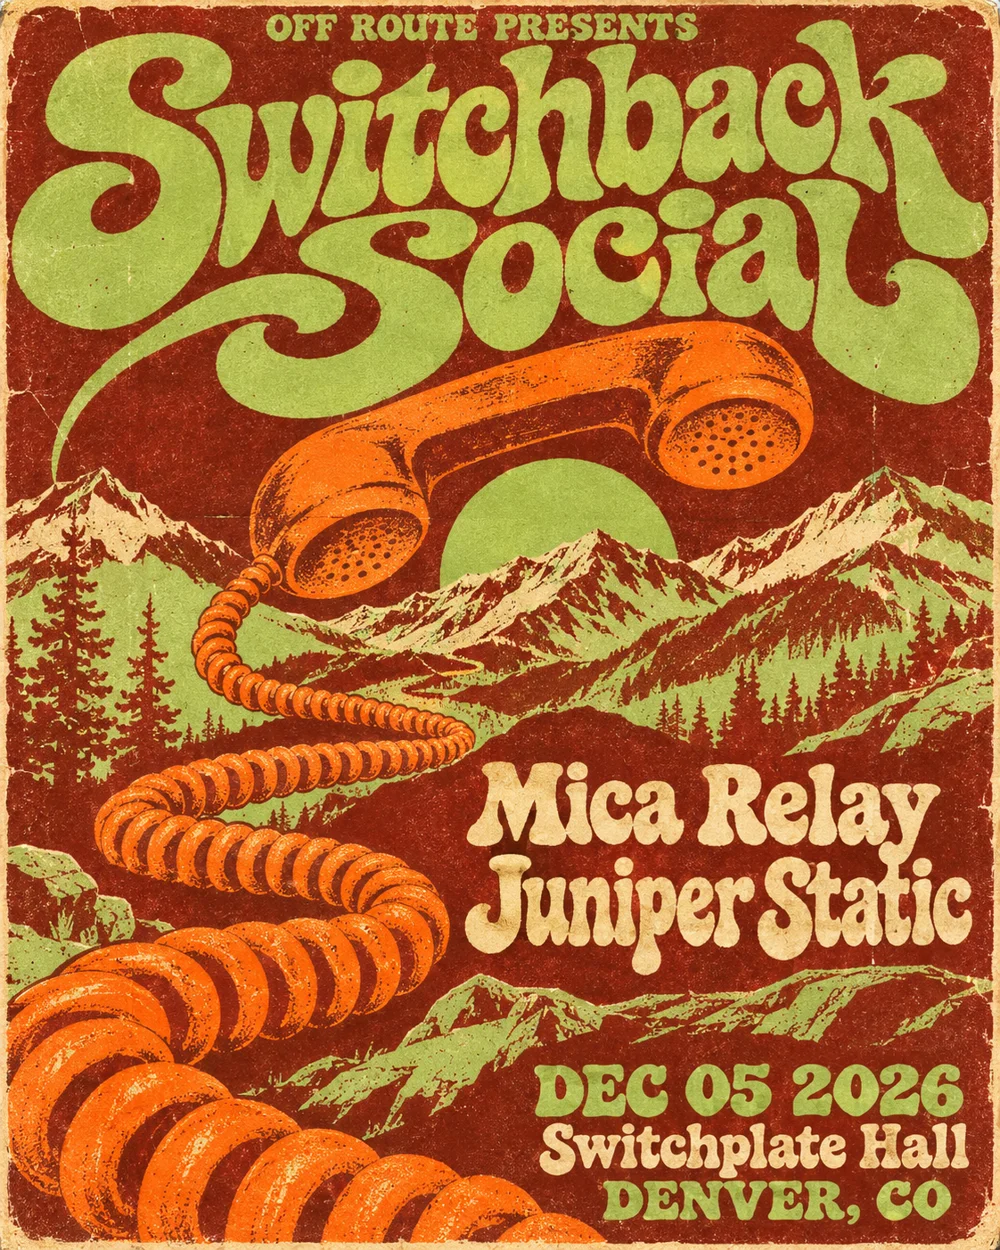 OFF ROUTE PRESENTS
Switchback
Social
Mica Relay
Juniper Static
DEC 05 2026
Switchplate Hall
DENVER, CO